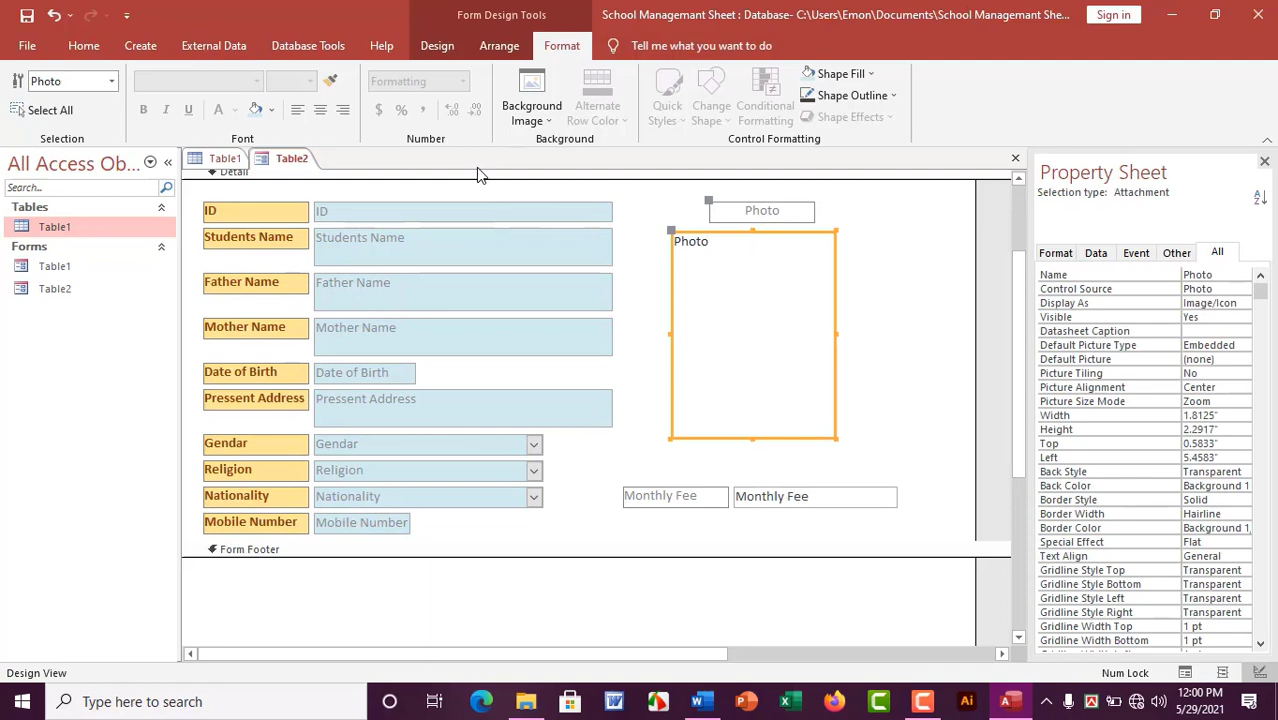 Form Design Tools
School Managemant Sheet : Database- C:\Users\Emon\Documents\School Managemant Shee...
Sign in
File Home Create External Data Database Tools Help Design Arrange Format Tell me what you want to do
Photo
Select All
Selection
B I U A
Font
Formatting
$ % ,
Number
Background Image
Alternate Row Color
Background
Quick Styles
Change Shape
Conditional Formatting
Shape Fill
Shape Outline
Shape Effects
Control Formatting
All Access Ob...
Search...
Tables
Table1
Forms
Table1
Table2
Table1 Table2
Detail
ID ID
Students Name Students Name
Father Name Father Name
Mother Name Mother Name
Date of Birth Date of Birth
Pressent Address Pressent Address
Gendar Gendar
Religion Religion
Nationality Nationality
Mobile Number Mobile Number
Photo
Photo
Monthly Fee Monthly Fee
Form Footer
Property Sheet
Selection type: Attachment
Format Data Event Other All
Name Photo
Control Source Photo
Display As Image/Icon
Visible Yes
Datasheet Caption
Default Picture Type Embedded
Default Picture (none)
Picture Tiling No
Picture Alignment Center
Picture Size Mode Zoom
Width 1.8125"
Height 2.2917"
Top 0.5833"
Left 5.4583"
Back Style Transparent
Back Color Background 1
Border Style Solid
Border Width Hairline
Border Color Background 1,
Special Effect Flat
Text Align General
Gridline Style Top Transparent
Gridline Style Bottom Transparent
Gridline Style Left Transparent
Gridline Style Right Transparent
Gridline Width Top 1 pt
Gridline Width Bottom 1 pt
Design View
Num Lock
Type here to search
12:00 PM
5/29/2021